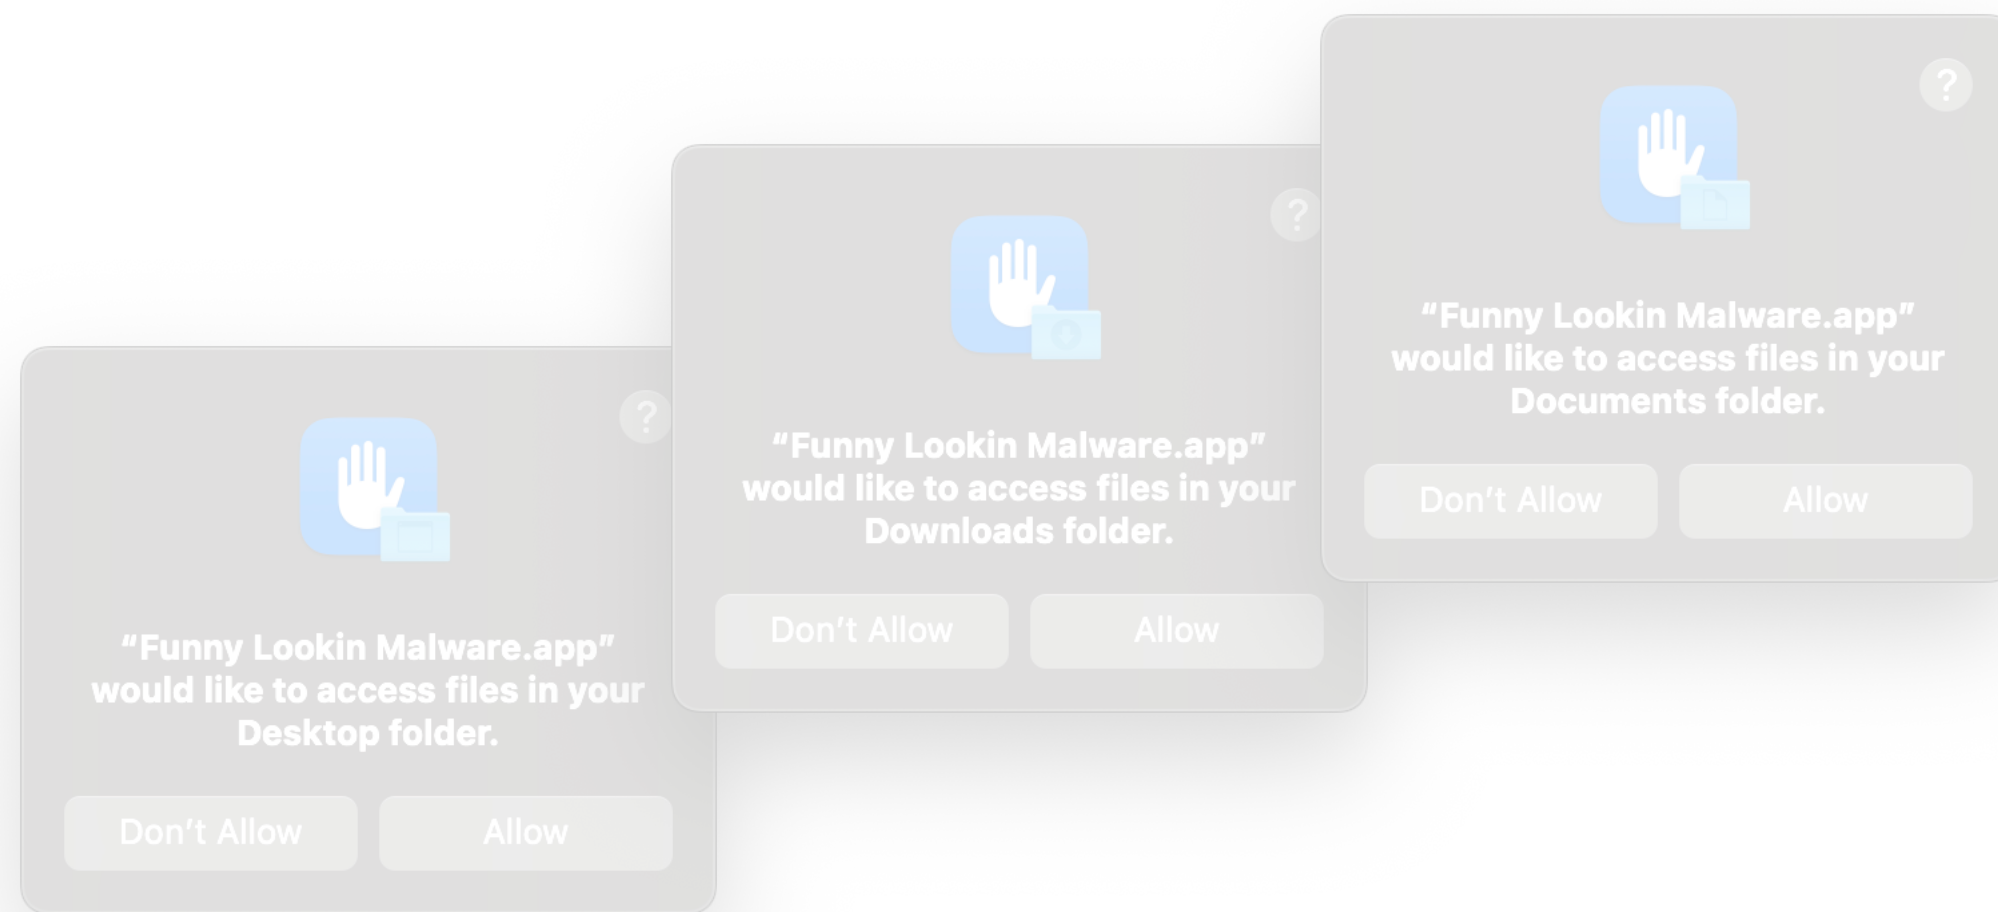 ?
“Funny Lookin Malware.app”
would like to access files in your
Desktop folder.
Don’t Allow
Allow
?
“Funny Lookin Malware.app”
would like to access files in your
Downloads folder.
Don’t Allow
Allow
?
“Funny Lookin Malware.app”
would like to access files in your
Documents folder.
Don’t Allow
Allow